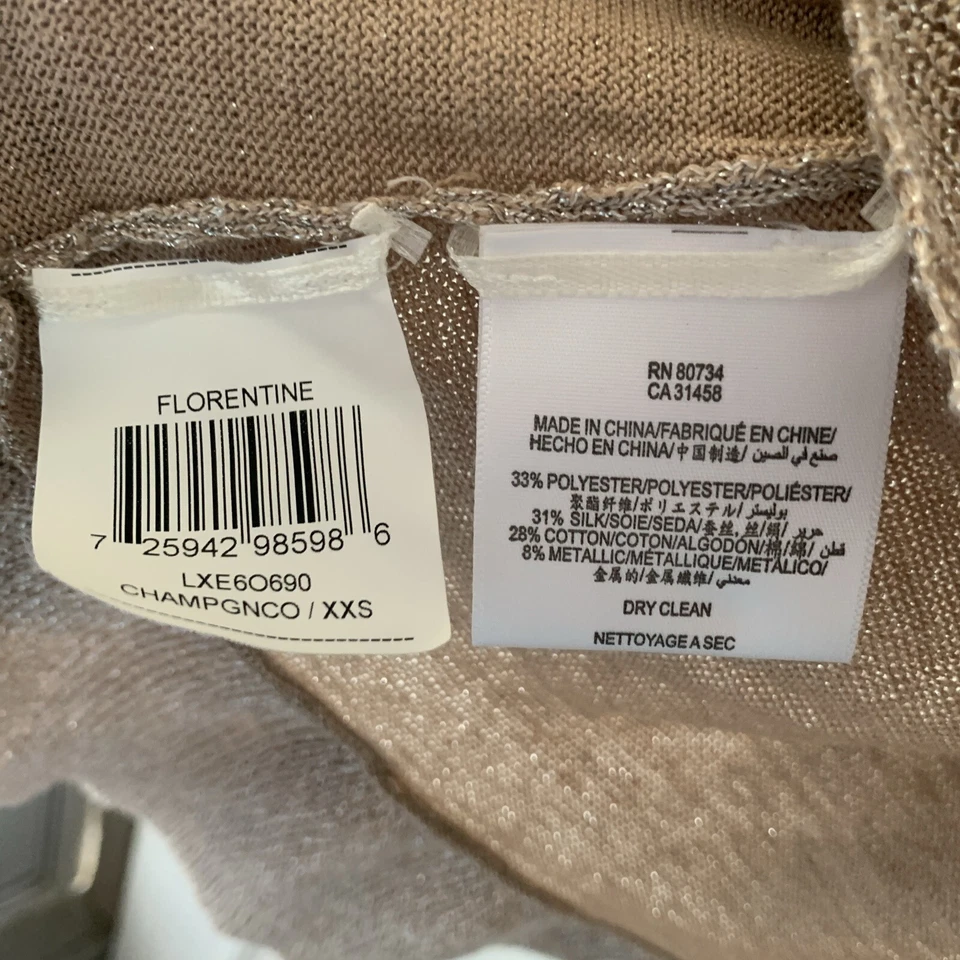 FLORENTINE
7 25942 98598 6
LXE6O690
CHAMPGNCO / XXS
RN 80734
CA 31458
MADE IN CHINA/FABRIQUÉ EN CHINE/
HECHO EN CHINA/中国制造/ صنع في الصين
33% POLYESTER/POLYESTER/POLIÉSTER/
聚酯纤维/ポリエステル/ بوليستر
31% SILK/SOIE/SEDA/蚕丝, 丝/絹/ حرير
28% COTTON/COTON/ALGODÓN/棉/綿/ قطن
8% METALLIC/MÉTALLIQUE/METÁLICO/
金属的/金属繊维/ معدني
DRY CLEAN
NETTOYAGE A SEC